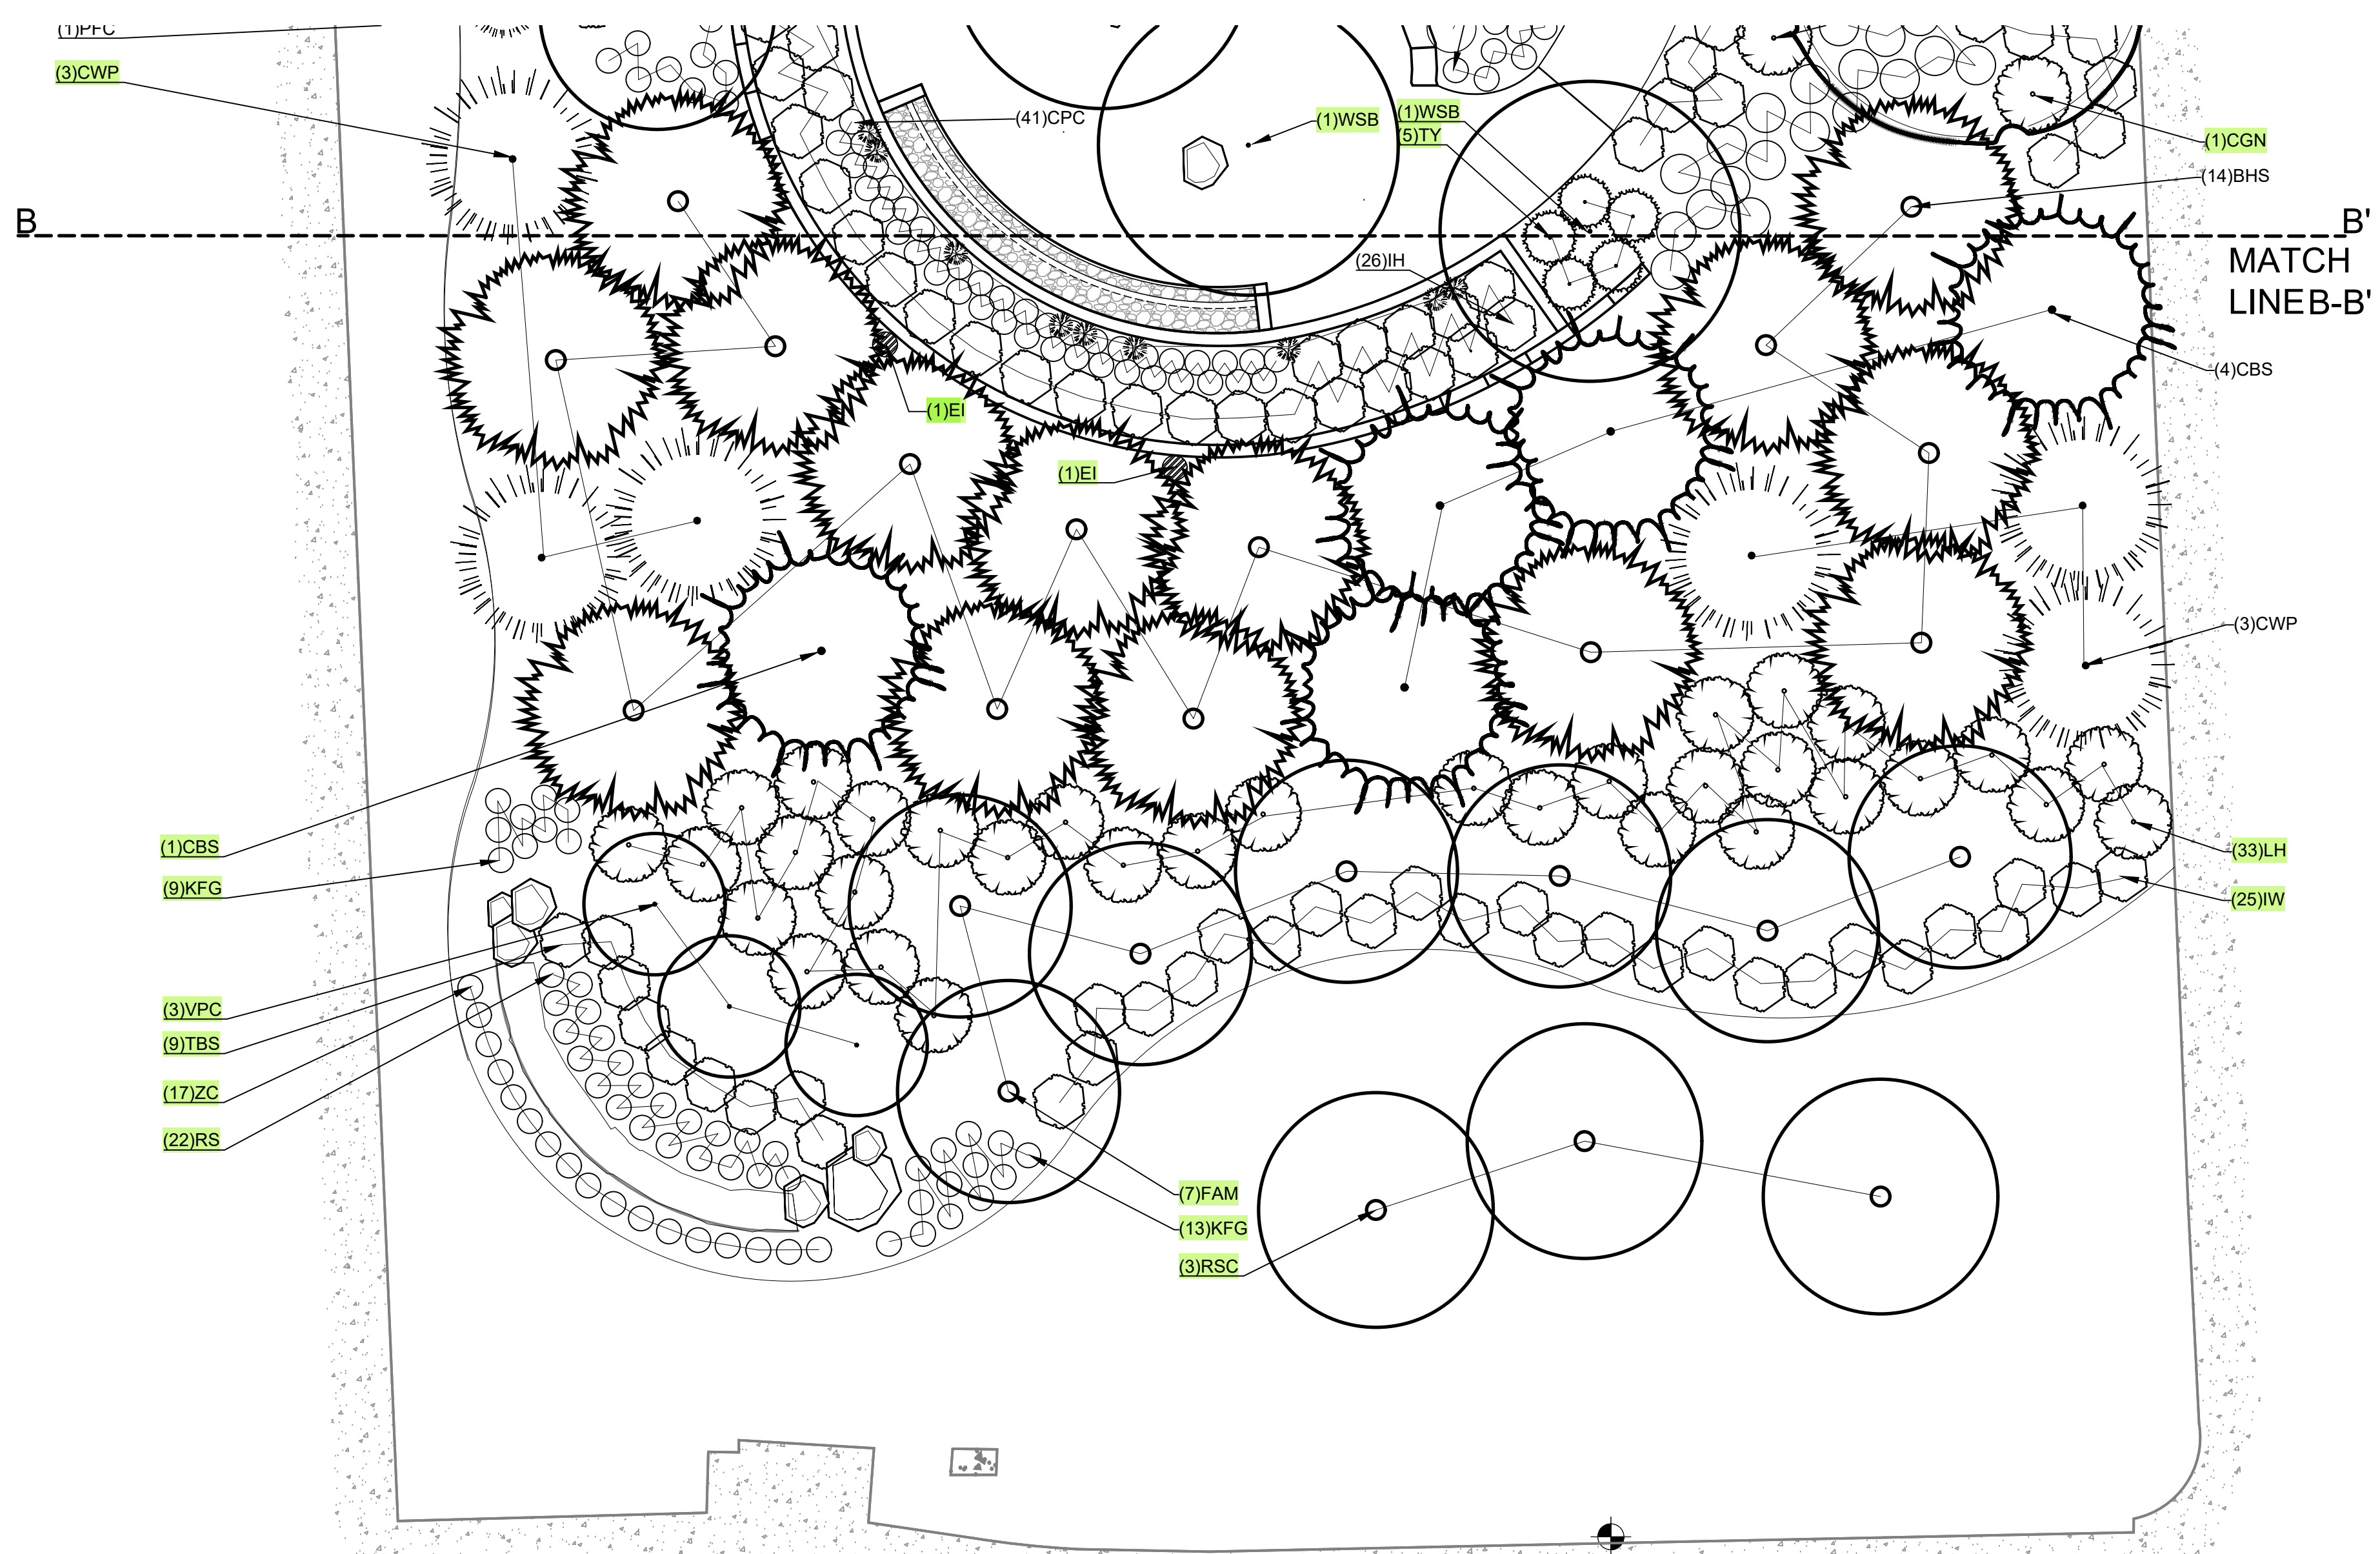 (1)PFC
(3)CWP
(41)CPC
(1)WSB
(1)WSB
(5)TY
(1)CGN
(14)BHS
B
B'
MATCH
LINE B-B'
(26)IH
(4)CBS
(1)EI
(1)EI
(3)CWP
(1)CBS
(9)KFG
(33)LH
(25)IW
(3)VPC
(9)TBS
(17)ZC
(22)RS
(7)FAM
(13)KFG
(3)RSC